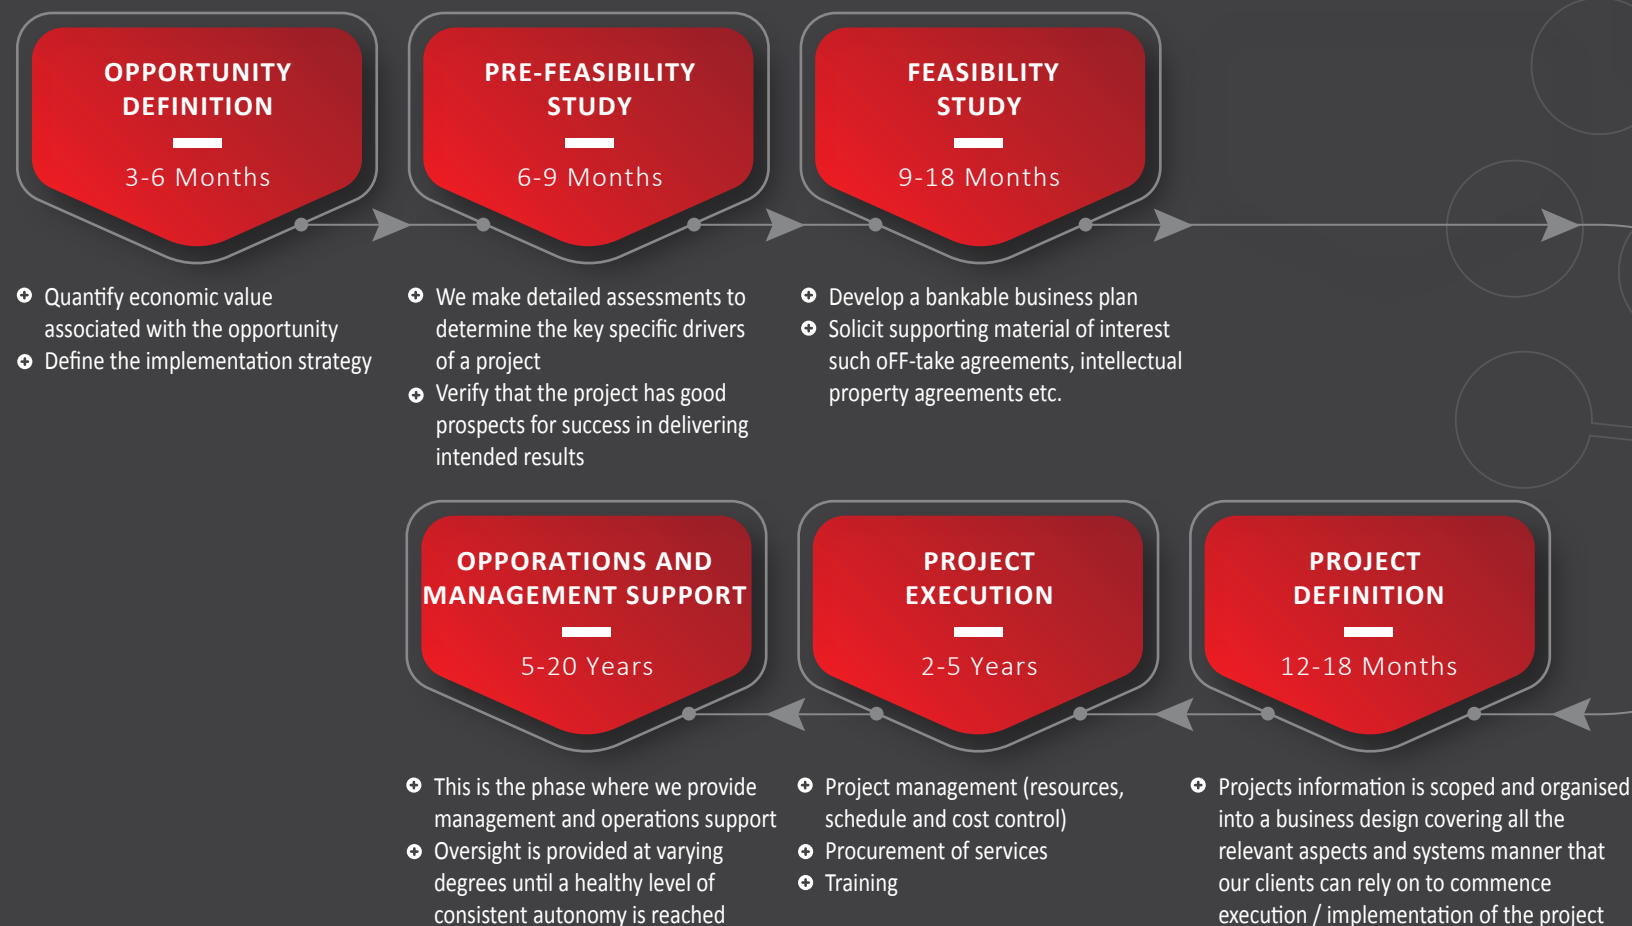 OPPORTUNITY
DEFINITION
3-6 Months
Quantify economic value
associated with the opportunity
Define the implementation strategy
PRE-FEASIBILITY
STUDY
6-9 Months
We make detailed assessments to
determine the key specific drivers
of a project
Verify that the project has good
prospects for success in delivering
intended results
FEASIBILITY
STUDY
9-18 Months
Develop a bankable business plan
Solicit supporting material of interest
such oFF-take agreements, intellectual
property agreements etc.
OPPORATIONS AND
MANAGEMENT SUPPORT
5-20 Years
This is the phase where we provide
management and operations support
Oversight is provided at varying
degrees until a healthy level of
consistent autonomy is reached
PROJECT
EXECUTION
2-5 Years
Project management (resources,
schedule and cost control)
Procurement of services
Training
PROJECT
DEFINITION
12-18 Months
Projects information is scoped and organised
into a business design covering all the
relevant aspects and systems manner that
our clients can rely on to commence
execution / implementation of the project